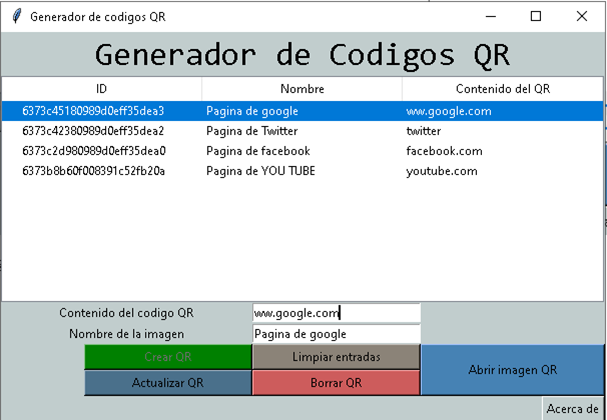 Generador de codigos QR
Generador de Codigos QR
ID Nombre Contenido del QR
6373c45180989d0eff35dea3 Pagina de google ww.google.com
6373c42380989d0eff35dea2 Pagina de Twitter twitter
6373c2d980989d0eff35dea0 Pagina de facebook facebook.com
6373b8b60f008391c52fb20a Pagina de YOU TUBE youtube.com
Contenido del codigo QR ww.google.com
Nombre de la imagen Pagina de google
Crear QR Limpiar entradas Abrir imagen QR
Actualizar QR Borrar QR
Acerca de